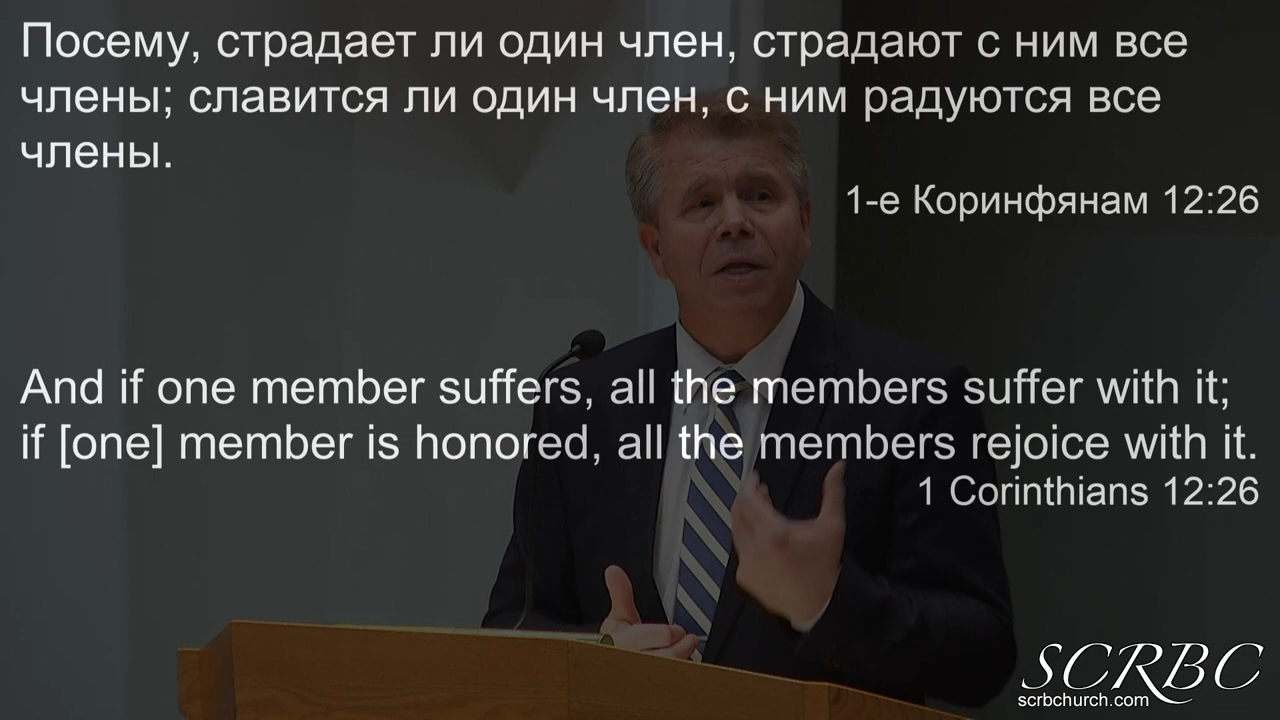 Посему, страдает ли один член, страдают с ним все
члены; славится ли один член, с ним радуются все
члены.
1-е Коринфянам 12:26
And if one member suffers, all the members suffer with it;
if [one] member is honored, all the members rejoice with it.
1 Corinthians 12:26
SCRBC
scrbchurch.com